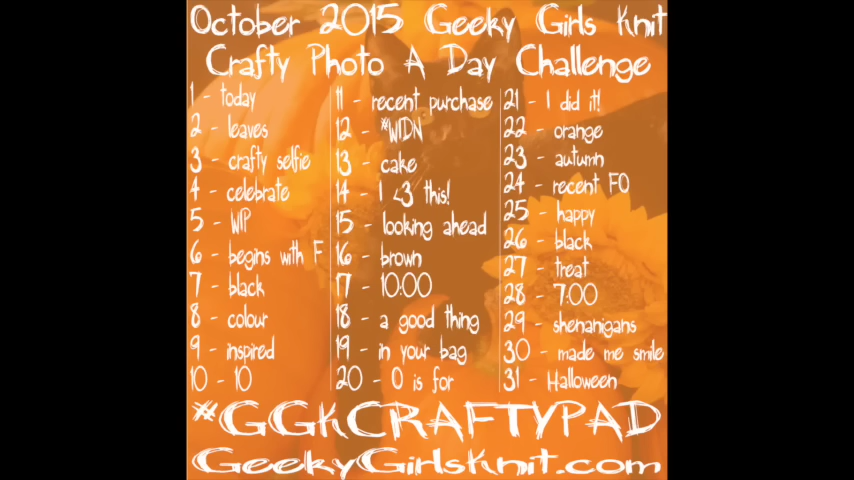 October 2015 Geeky Girls Knit
Crafty Photo A Day Challenge
1 - today
2 - leaves
3 - crafty selfie
4 - celebrate
5 - WIP
6 - begins with F
7 - black
8 - colour
9 - inspired
10 - 10
11 - recent purchase
12 - #WIDN
13 - cake
14 - I <3 this!
15 - looking ahead
16 - brown
17 - 10:00
18 - a good thing
19 - in your bag
20 - O is for
21 - I did it!
22 - orange
23 - autumn
24 - recent FO
25 - happy
26 - black
27 - treat
28 - 7:00
29 - shenanigans
30 - made me smile
31 - Halloween
#GGKCRAFTYPAD
GeekyGirlsKnit.com